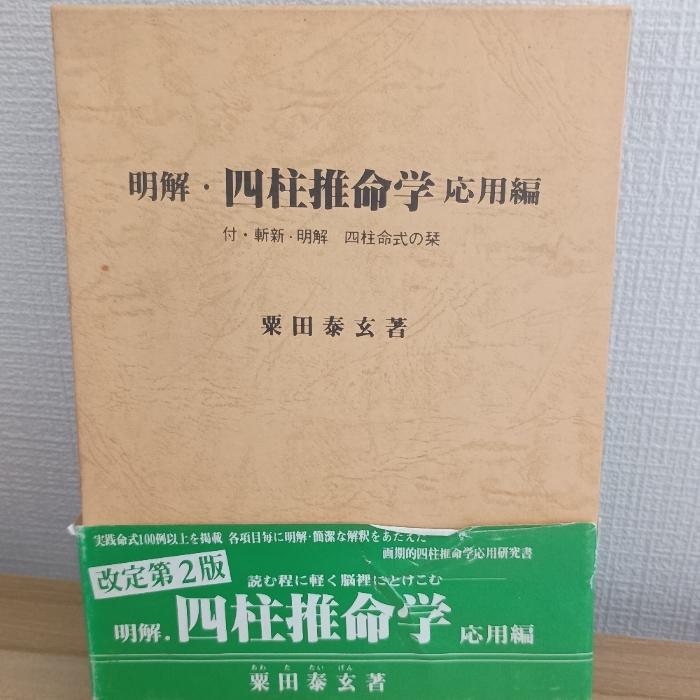 明解・四柱推命学 応用編
付・斬新・明解 四柱命式の栞
粟田泰玄著
実践命式100例以上を掲載 各項目毎に明解・簡潔な解釈をあたえた
画期的四柱推命学応用研究書
改定第2版
読む程に軽く脳裡にとけこむ
明解・四柱推命学 応用編
あわ た たい げん
粟田泰玄著